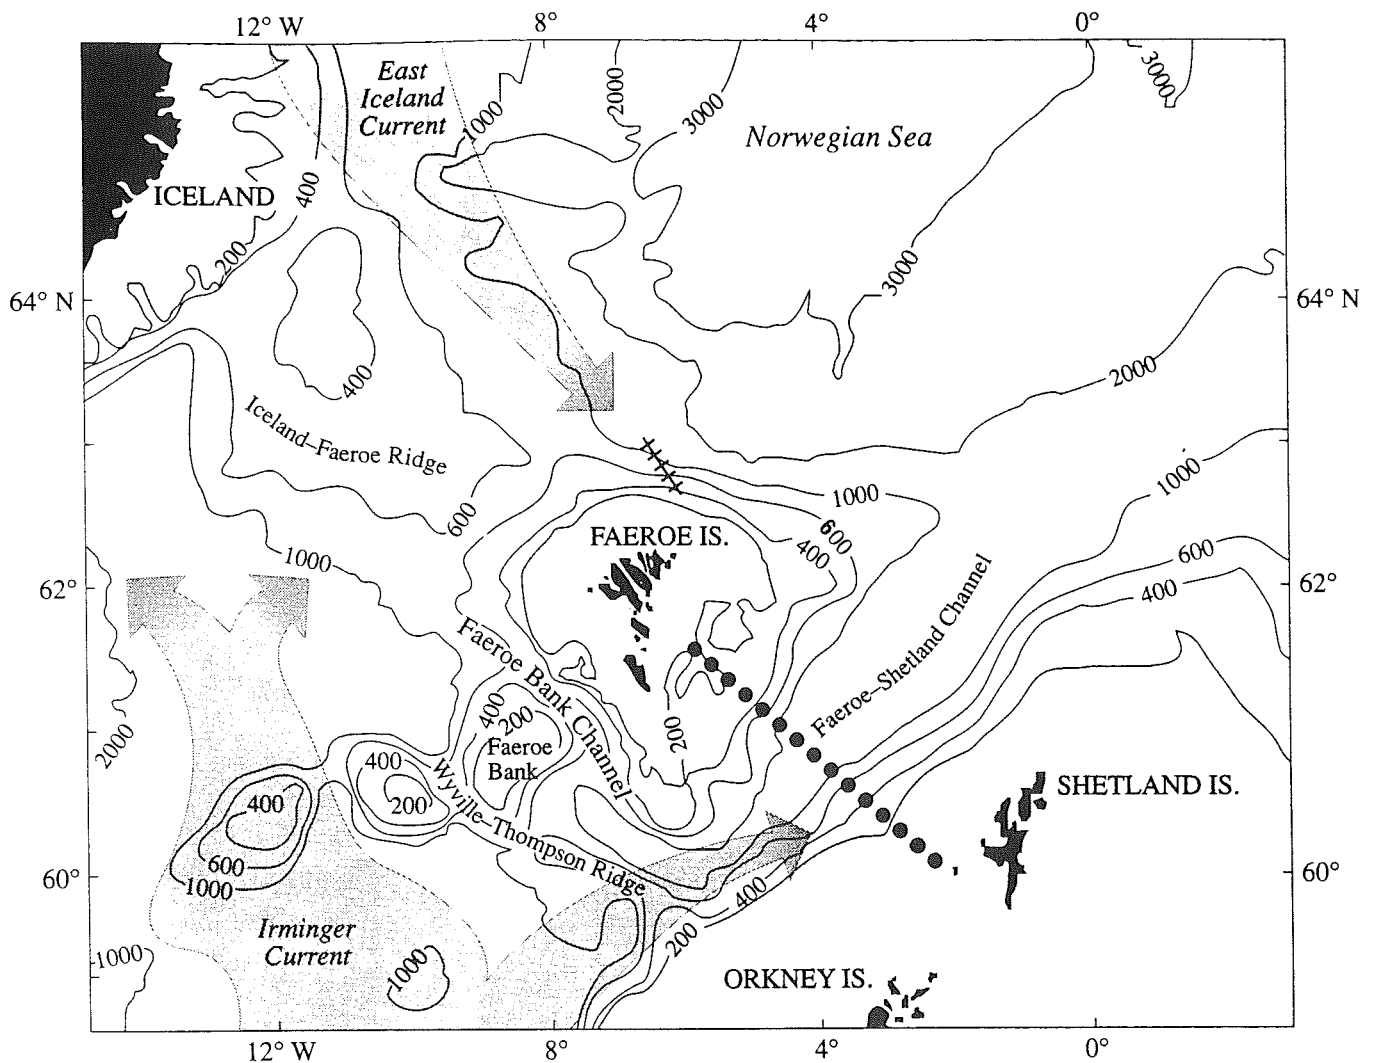 12° W
8°
4°
0°
East
Iceland
Current
1000
2000
3000
3000
Norwegian Sea
ICELAND
400
200
3000
64° N
64° N
400
2000
Iceland–Faeroe Ridge
1000
600
1000
FAEROE IS.
600
400
1000
600
400
62°
62°
Faeroe Bank Channel
Faeroe–Shetland Channel
2000
400
200
Faeroe
Bank
200
400
200
Wyville–Thompson Ridge
400
600
1000
SHETLAND IS.
60°
60°
400
200
Irminger
Current
1000
1000
ORKNEY IS.
12° W
8°
4°
0°